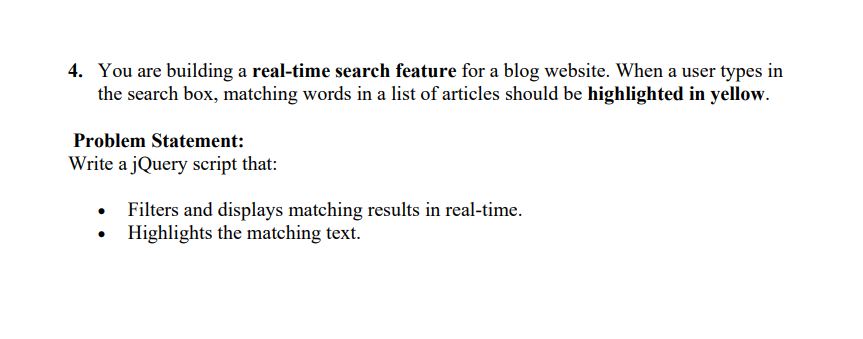 4. You are building a real-time search feature for a blog website. When a user types in
the search box, matching words in a list of articles should be highlighted in yellow.
Problem Statement:
Write a jQuery script that:
• Filters and displays matching results in real-time.
• Highlights the matching text.